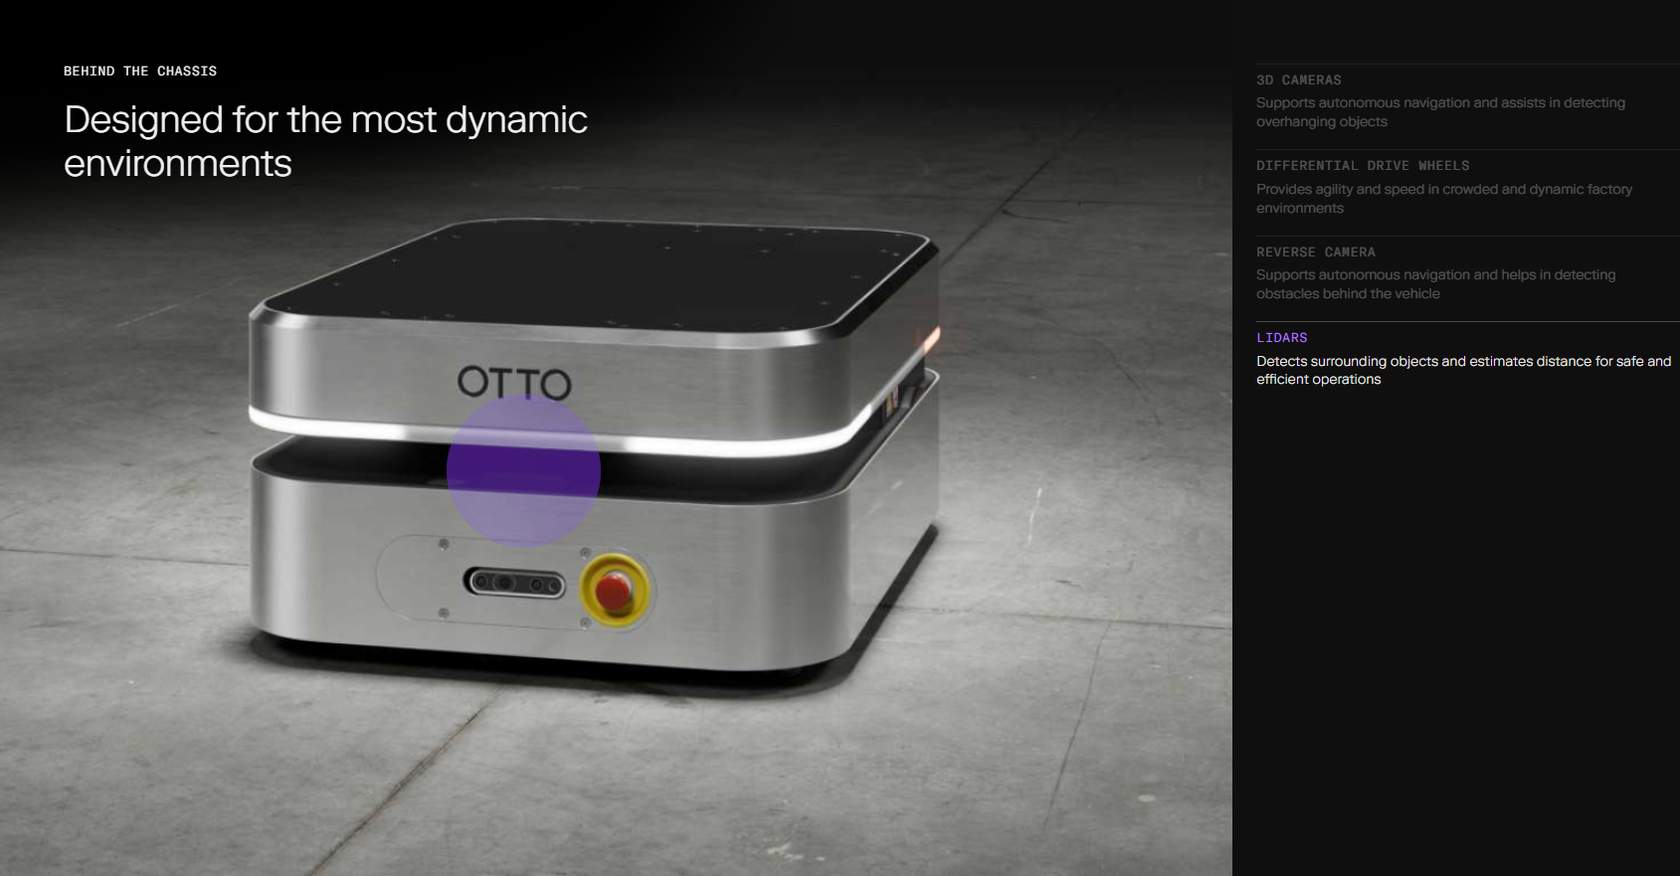 BEHIND THE CHASSIS
Designed for the most dynamic
environments
OTTO
3D CAMERAS
Supports autonomous navigation and assists in detecting
overhanging objects
DIFFERENTIAL DRIVE WHEELS
Provides agility and speed in crowded and dynamic factory
environments
REVERSE CAMERA
Supports autonomous navigation and helps in detecting
obstacles behind the vehicle
LIDARS
Detects surrounding objects and estimates distance for safe and
efficient operations